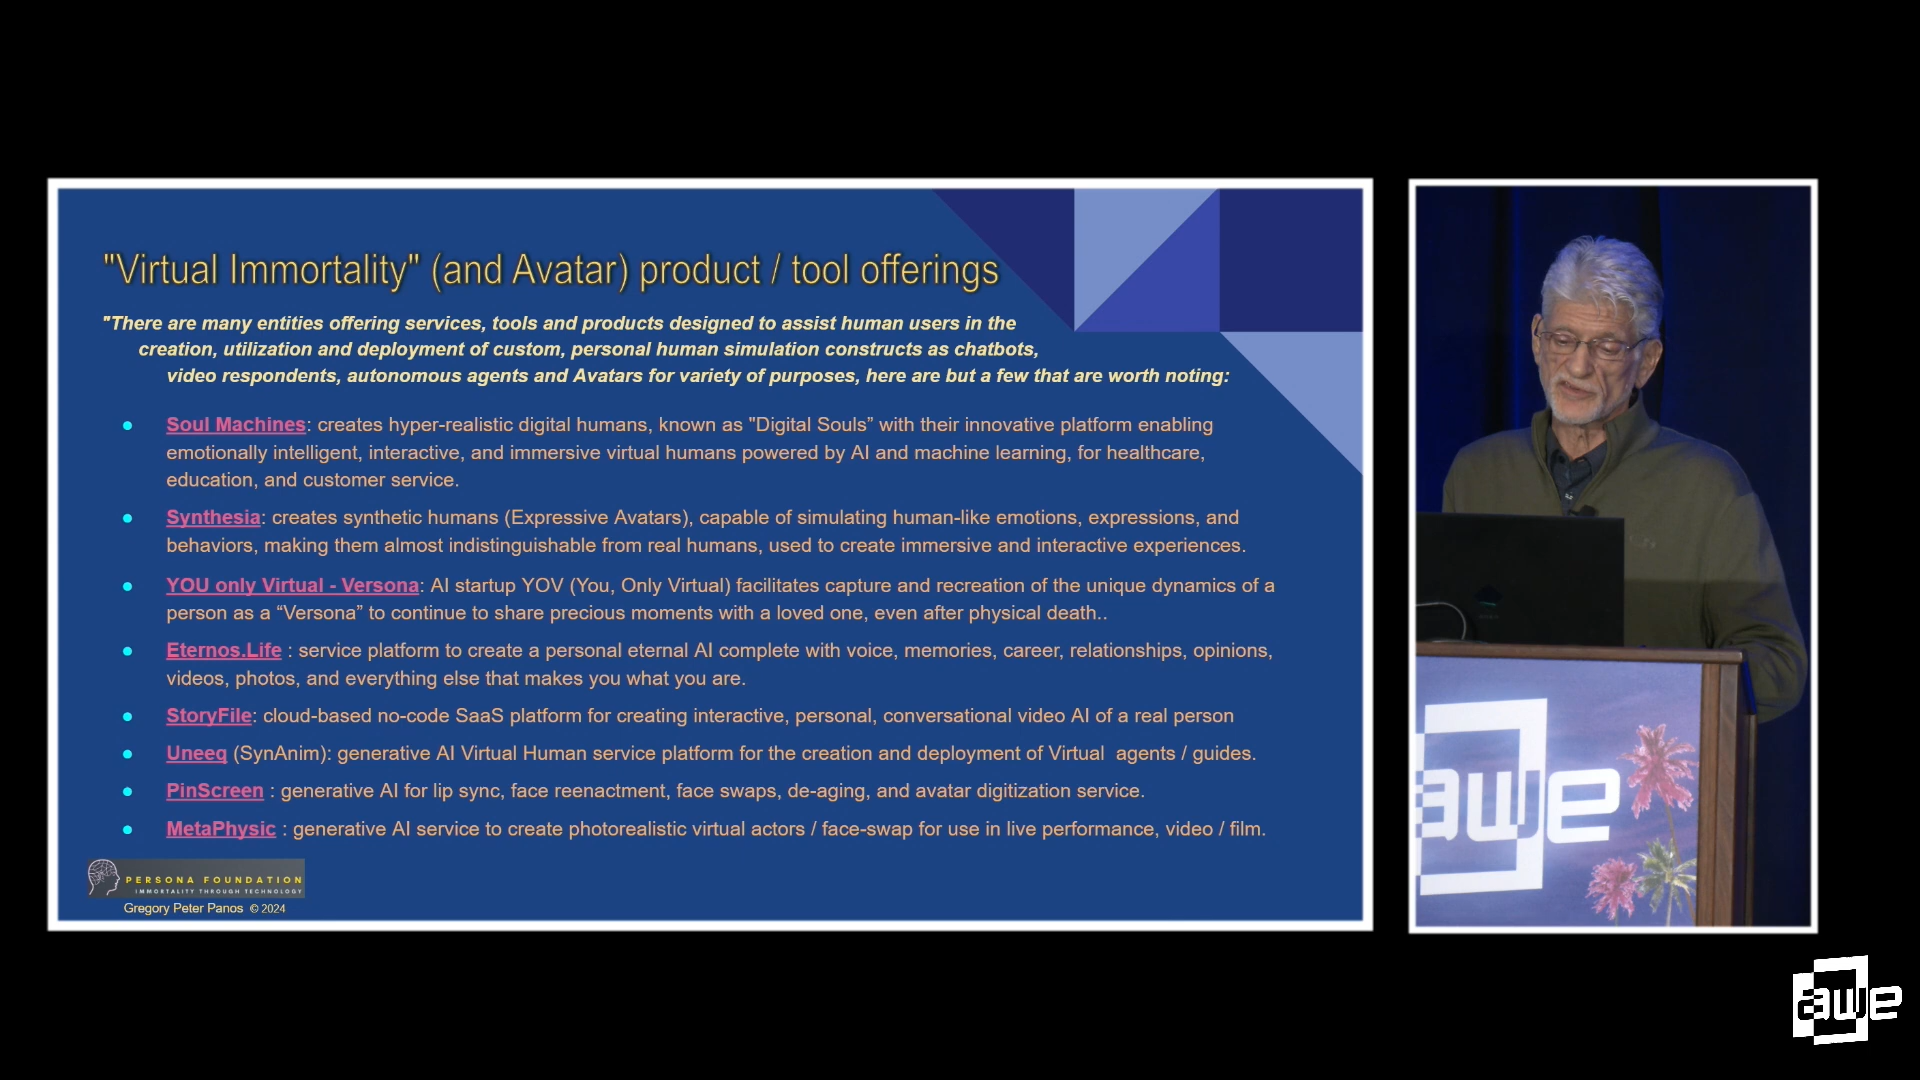 "Virtual Immortality" (and Avatar) product / tool offerings
"There are many entities offering services, tools and products designed to assist human users in the
creation, utilization and deployment of custom, personal human simulation constructs as chatbots,
video respondents, autonomous agents and Avatars for variety of purposes, here are but a few that are worth noting:
● Soul Machines: creates hyper-realistic digital humans, known as "Digital Souls” with their innovative platform enabling
emotionally intelligent, interactive, and immersive virtual humans powered by AI and machine learning, for healthcare,
education, and customer service.
● Synthesia: creates synthetic humans (Expressive Avatars), capable of simulating human-like emotions, expressions, and
behaviors, making them almost indistinguishable from real humans, used to create immersive and interactive experiences.
● YOU only Virtual - Versona: AI startup YOV (You, Only Virtual) facilitates capture and recreation of the unique dynamics of a
person as a “Versona” to continue to share precious moments with a loved one, even after physical death..
● Eternos.Life : service platform to create a personal eternal AI complete with voice, memories, career, relationships, opinions,
videos, photos, and everything else that makes you what you are.
● StoryFile: cloud-based no-code SaaS platform for creating interactive, personal, conversational video AI of a real person
● Uneeq (SynAnim): generative AI Virtual Human service platform for the creation and deployment of Virtual  agents / guides.
● PinScreen : generative AI for lip sync, face reenactment, face swaps, de-aging, and avatar digitization service.
● MetaPhysic : generative AI service to create photorealistic virtual actors / face-swap for use in live performance, video / film.
PERSONA FOUNDATION
IMMORTALITY THROUGH TECHNOLOGY
Gregory Peter Panos © 2024
awe
awe